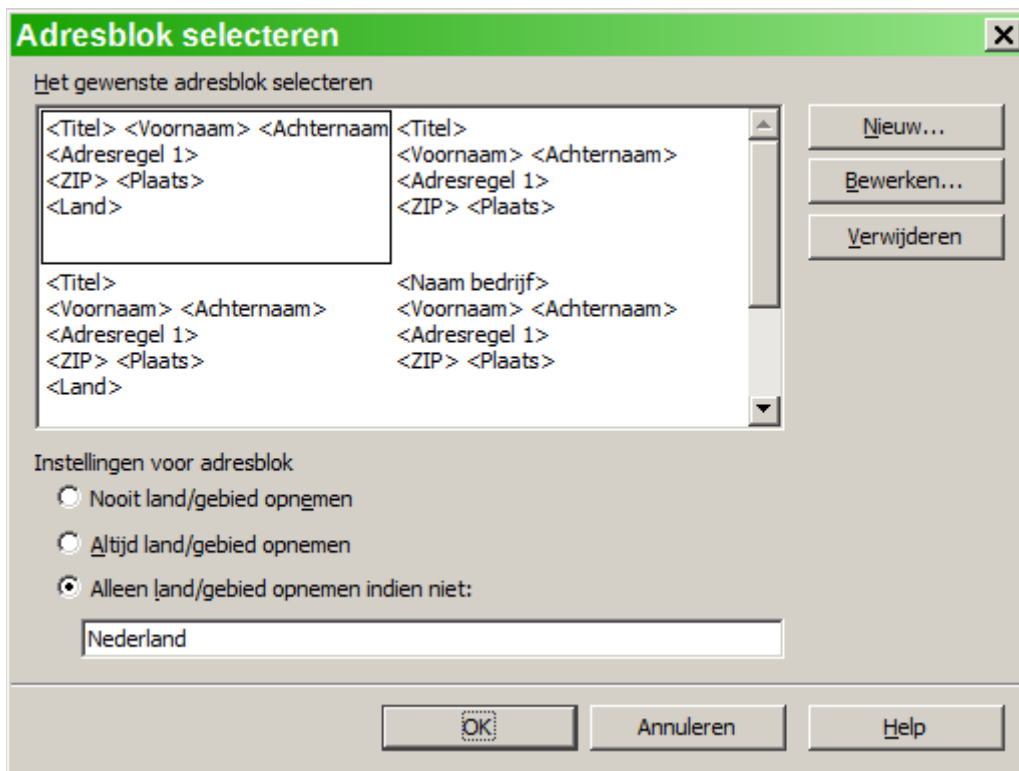 Adresblok selecteren
Het gewenste adresblok selecteren
<Titel> <Voornaam> <Achternaam
<Adresregel 1>
<ZIP> <Plaats>
<Land>
<Titel>
<Voornaam> <Achternaam>
<Adresregel 1>
<ZIP> <Plaats>
<Titel>
<Voornaam> <Achternaam>
<Adresregel 1>
<ZIP> <Plaats>
<Land>
<Naam bedrijf>
<Voornaam> <Achternaam>
<Adresregel 1>
<ZIP> <Plaats>
Nieuw...
Bewerken...
Verwijderen
Instellingen voor adresblok
Nooit land/gebied opnemen
Altijd land/gebied opnemen
Alleen land/gebied opnemen indien niet:
Nederland
OK
Annuleren
Help